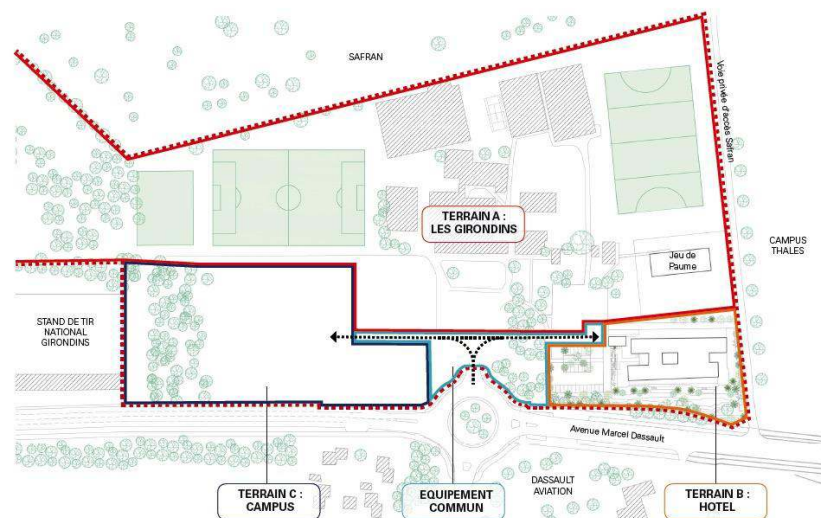 SAFRAN
Voie privée d'accès Safran
TERRAIN A :
LES GIRONDINS
CAMPUS
THALES
Jeu de
Paume
STAND DE TIR
NATIONAL
GIRONDINS
Avenue Marcel Dassault
DASSAULT
AVIATION
TERRAIN C :
CAMPUS
EQUIPEMENT
COMMUN
TERRAIN B :
HOTEL